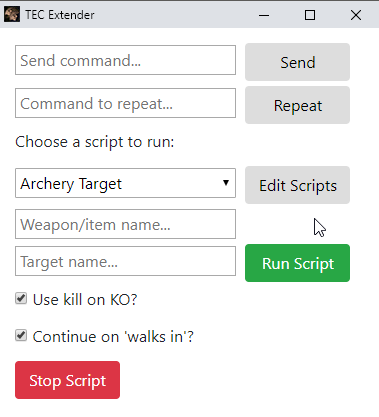 TEC Extender
Send command...
Send
Command to repeat...
Repeat
Choose a script to run:
Archery Target
Edit Scripts
Weapon/item name...
Target name...
Run Script
Use kill on KO?
Continue on 'walks in'?
Stop Script